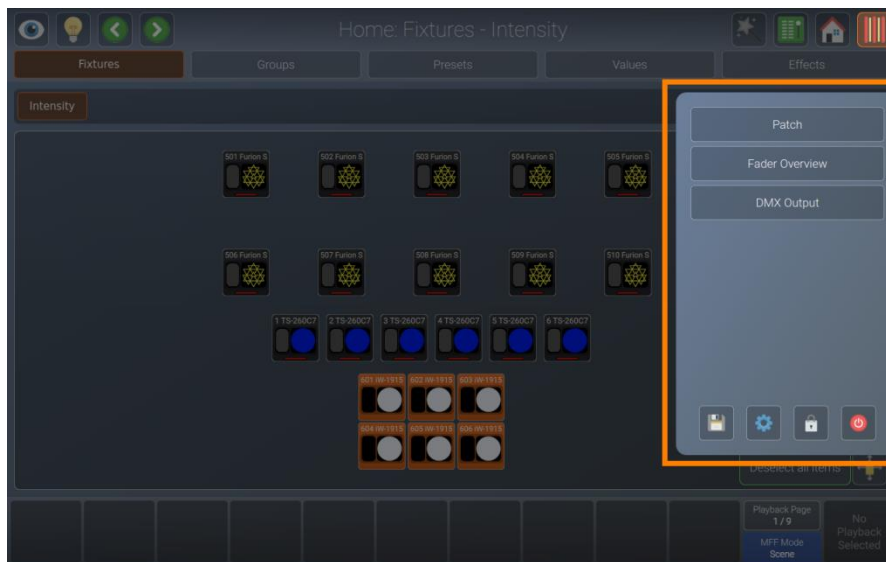 Home: Fixtures - Intensity
Fixtures
Groups
Presets
Values
Effects
Intensity
Patch
Fader Overview
DMX Output
501 Furion S
502 Furion S
503 Furion S
504 Furion S
505 Furion S
506 Furion S
507 Furion S
508 Furion S
509 Furion S
510 Furion S
1 TS-260C7
2 TS-260C7
3 TS-260C7
4 TS-260C7
5 TS-260C7
6 TS-260C7
601 iW-1915
602 iW-1915
603 iW-1915
604 iW-1915
605 iW-1915
606 iW-1915
Deselect all items
Playback Page
1 / 9
MFF Mode
Scene
No
Playback
Selected